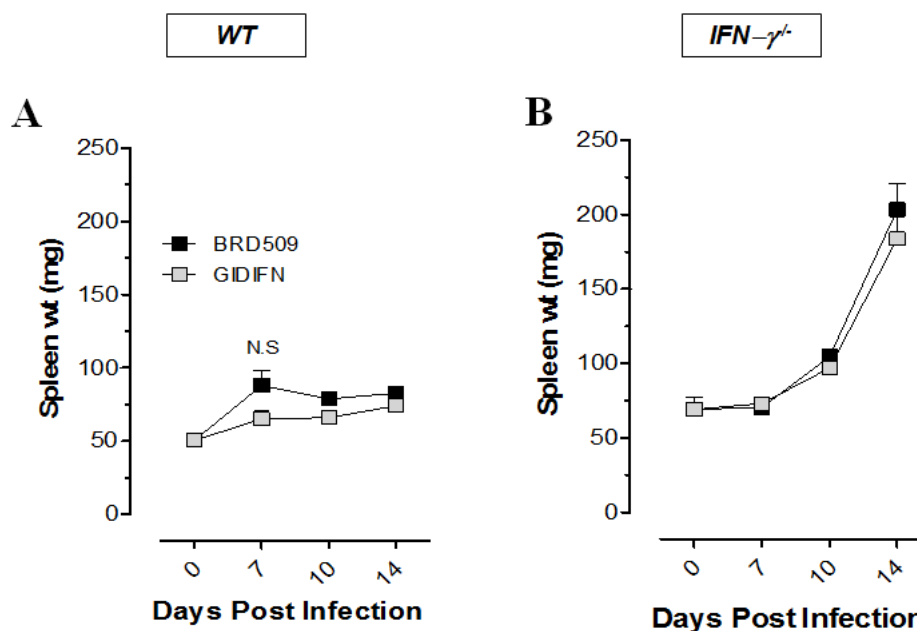 WT
IFN–γ/-
A
B
Spleen wt (mg)
250
200
150
100
50
0
BRD509
GIDIFN
N.S
0
7
10
14
Days Post Infection
Spleen wt (mg)
250
200
150
100
50
0
0
7
10
14
Days Post Infection